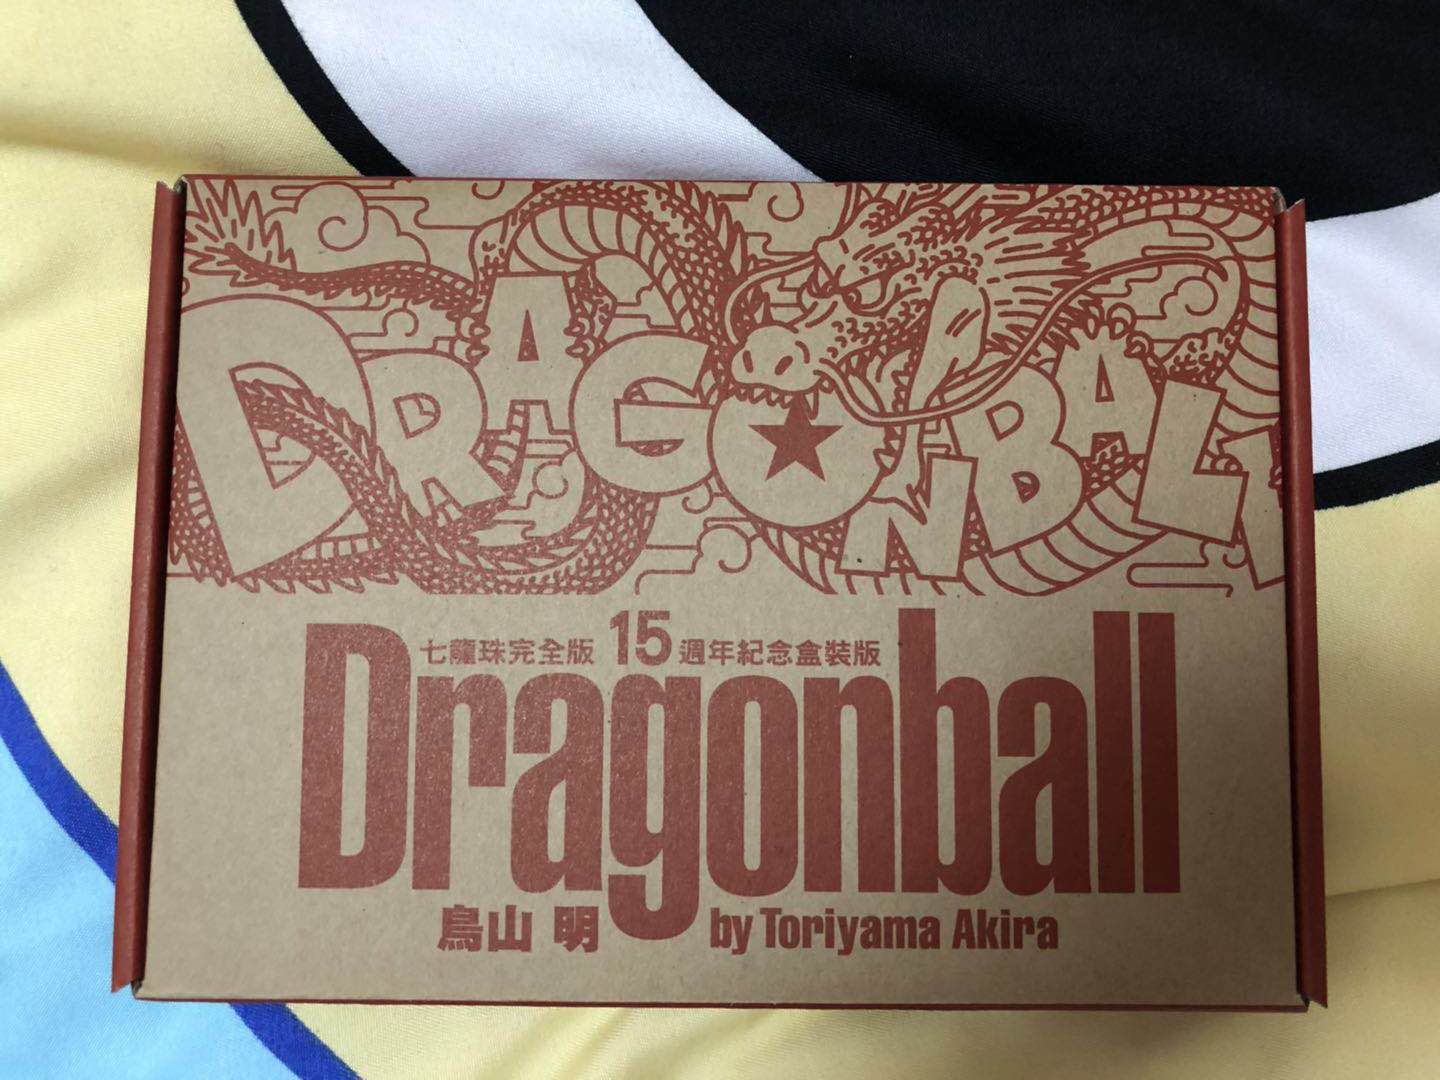 DRAGONBALL
七龍珠完全版 15 週年紀念盒裝版
Dragonball
鳥山 明 by Toriyama Akira